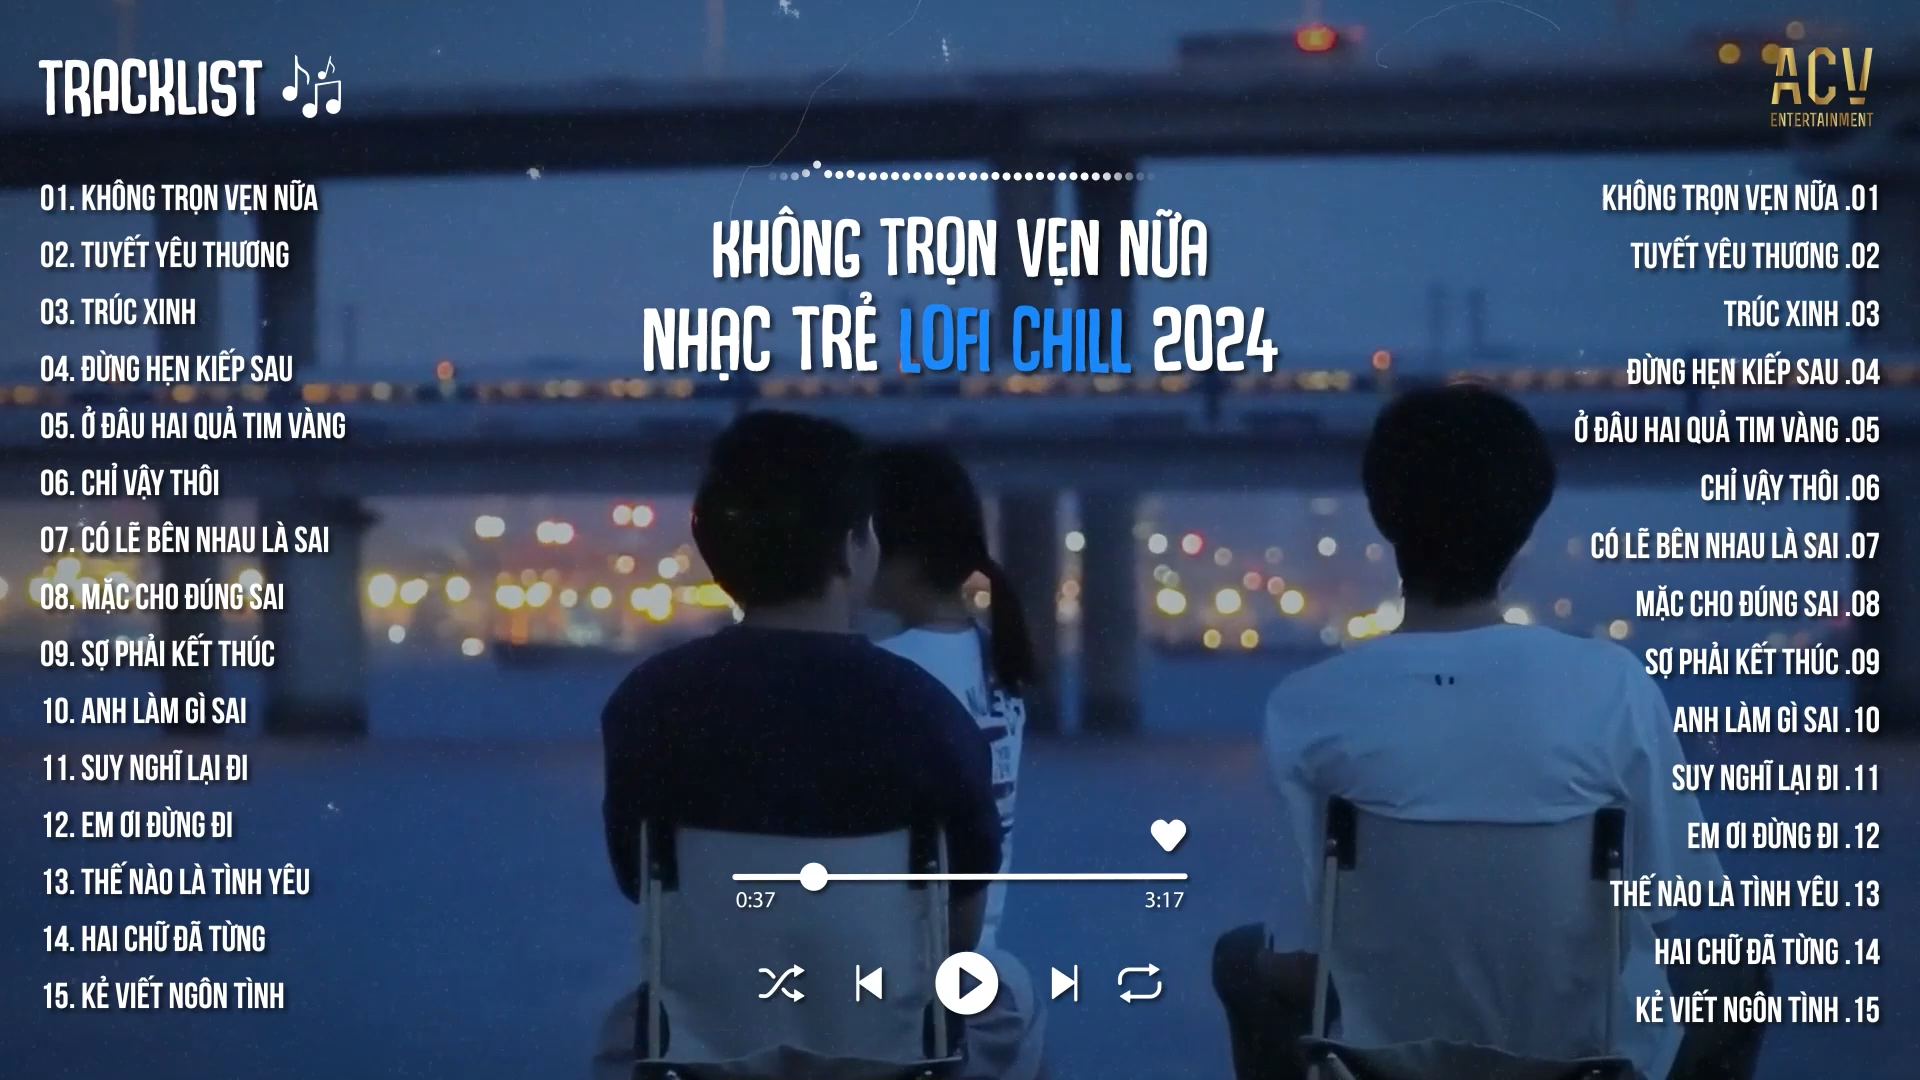 TRACKLIST
ACV
ENTERTAINMENT
01. KHÔNG TRỌN VẸN NỮA
02. TUYẾT YÊU THƯƠNG
03. TRÚC XINH
04. ĐỪNG HẸN KIẾP SAU
05. Ở ĐÂU HAI QUẢ TIM VÀNG
06. CHỈ VẬY THÔI
07. CÓ LẼ BÊN NHAU LÀ SAI
08. MẶC CHO ĐÚNG SAI
09. SỢ PHẢI KẾT THÚC
10. ANH LÀM GÌ SAI
11. SUY NGHĨ LẠI ĐI
12. EM ƠI ĐỪNG ĐI
13. THẾ NÀO LÀ TÌNH YÊU
14. HAI CHỮ ĐÃ TỪNG
15. KẺ VIẾT NGÔN TÌNH
KHÔNG TRỌN VẸN NỮA
NHẠC TRẺ LOFI CHILL 2024
0:37
3:17
KHÔNG TRỌN VẸN NỮA .01
TUYẾT YÊU THƯƠNG .02
TRÚC XINH .03
ĐỪNG HẸN KIẾP SAU .04
Ở ĐÂU HAI QUẢ TIM VÀNG .05
CHỈ VẬY THÔI .06
CÓ LẼ BÊN NHAU LÀ SAI .07
MẶC CHO ĐÚNG SAI .08
SỢ PHẢI KẾT THÚC .09
ANH LÀM GÌ SAI .10
SUY NGHĨ LẠI ĐI .11
EM ƠI ĐỪNG ĐI .12
THẾ NÀO LÀ TÌNH YÊU .13
HAI CHỮ ĐÃ TỪNG .14
KẺ VIẾT NGÔN TÌNH .15